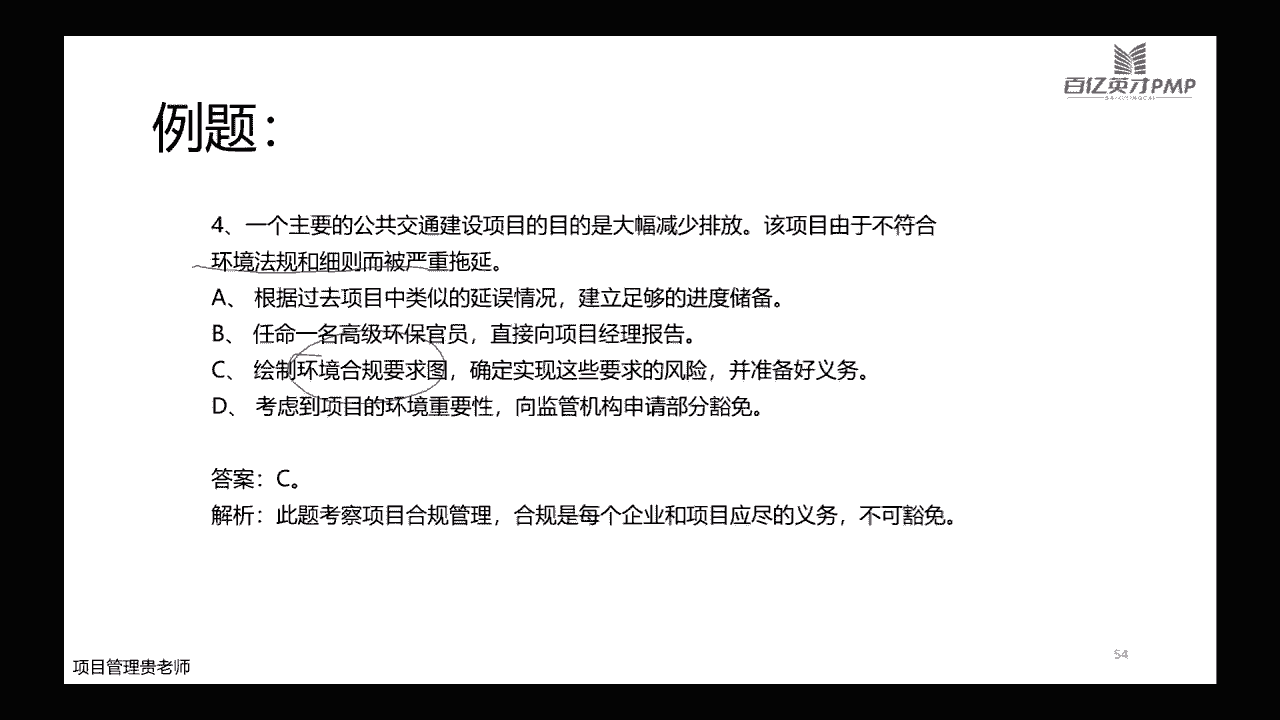 百亿英才PMP
例题：
4、一个主要的公共交通建设项目的目的是大幅减少排放。该项目由于不符合
环境法规和细则而被严重拖延。
A、 根据过去项目中类似的延误情况，建立足够的进度储备。
B、 任命一名高级环保官员，直接向项目经理报告。
C、 绘制环境合规要求图，确定实现这些要求的风险，并准备好义务。
D、 考虑到项目的环境重要性，向监管机构申请部分豁免。
答案：C。
解析：此题考察项目合规管理，合规是每个企业和项目应尽的义务，不可豁免。
54
项目管理贵老师